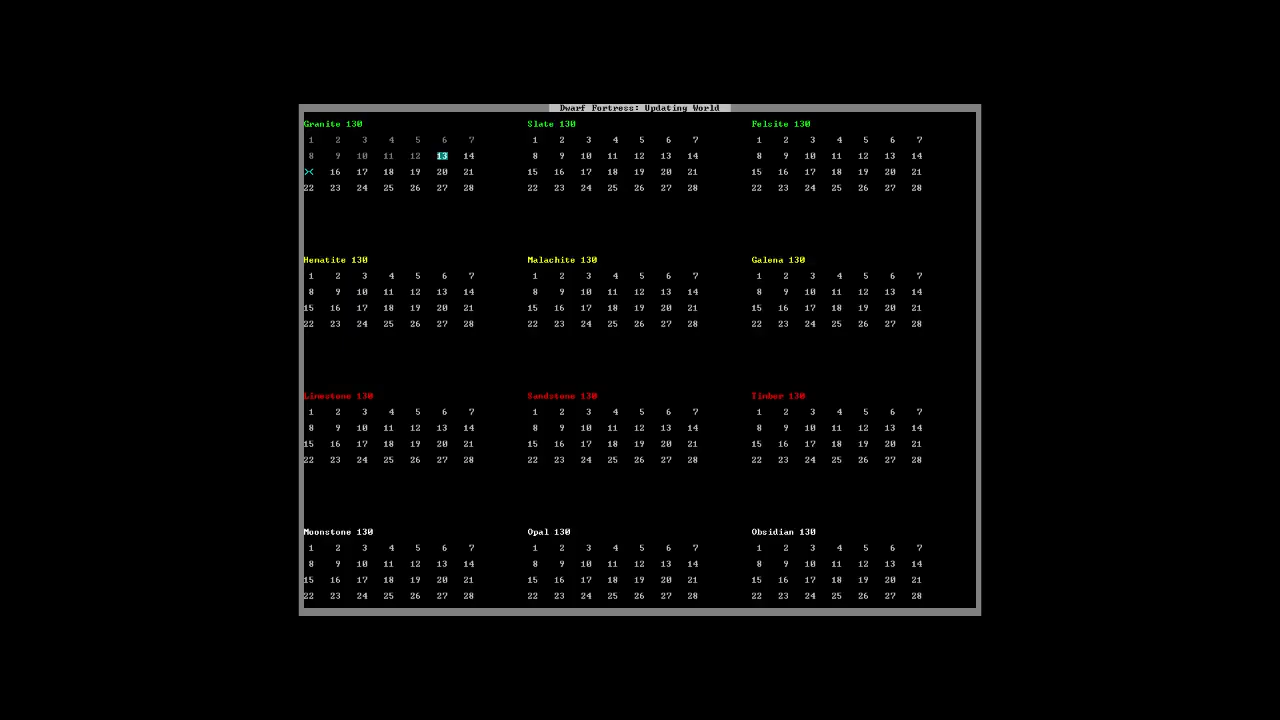 Dwarf Fortress: Updating World
Granite 130 Slate 130 Felsite 130
1 2 3 4 5 6 7 1 2 3 4 5 6 7 1 2 3 4 5 6 7
8 9 10 11 12 13 14 8 9 10 11 12 13 14 8 9 10 11 12 13 14
>< 16 17 18 19 20 21 15 16 17 18 19 20 21 15 16 17 18 19 20 21
22 23 24 25 26 27 28 22 23 24 25 26 27 28 22 23 24 25 26 27 28
Hematite 130 Malachite 130 Galena 130
1 2 3 4 5 6 7 1 2 3 4 5 6 7 1 2 3 4 5 6 7
8 9 10 11 12 13 14 8 9 10 11 12 13 14 8 9 10 11 12 13 14
15 16 17 18 19 20 21 15 16 17 18 19 20 21 15 16 17 18 19 20 21
22 23 24 25 26 27 28 22 23 24 25 26 27 28 22 23 24 25 26 27 28
Limestone 130 Sandstone 130 Timber 130
1 2 3 4 5 6 7 1 2 3 4 5 6 7 1 2 3 4 5 6 7
8 9 10 11 12 13 14 8 9 10 11 12 13 14 8 9 10 11 12 13 14
15 16 17 18 19 20 21 15 16 17 18 19 20 21 15 16 17 18 19 20 21
22 23 24 25 26 27 28 22 23 24 25 26 27 28 22 23 24 25 26 27 28
Moonstone 130 Opal 130 Obsidian 130
1 2 3 4 5 6 7 1 2 3 4 5 6 7 1 2 3 4 5 6 7
8 9 10 11 12 13 14 8 9 10 11 12 13 14 8 9 10 11 12 13 14
15 16 17 18 19 20 21 15 16 17 18 19 20 21 15 16 17 18 19 20 21
22 23 24 25 26 27 28 22 23 24 25 26 27 28 22 23 24 25 26 27 28